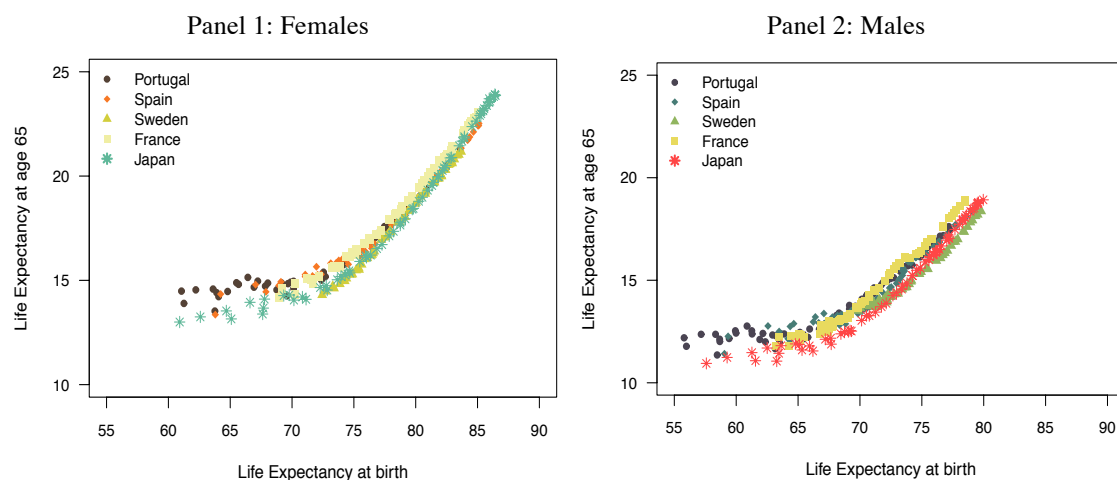 Panel 1: Females
Life Expectancy at age 65
25
20
15
10
Portugal
Spain
Sweden
France
Japan
55 60 65 70 75 80 85 90
Life Expectancy at birth
Panel 2: Males
Life Expectancy at age 65
25
20
15
10
Portugal
Spain
Sweden
France
Japan
55 60 65 70 75 80 85 90
Life Expectancy at birth